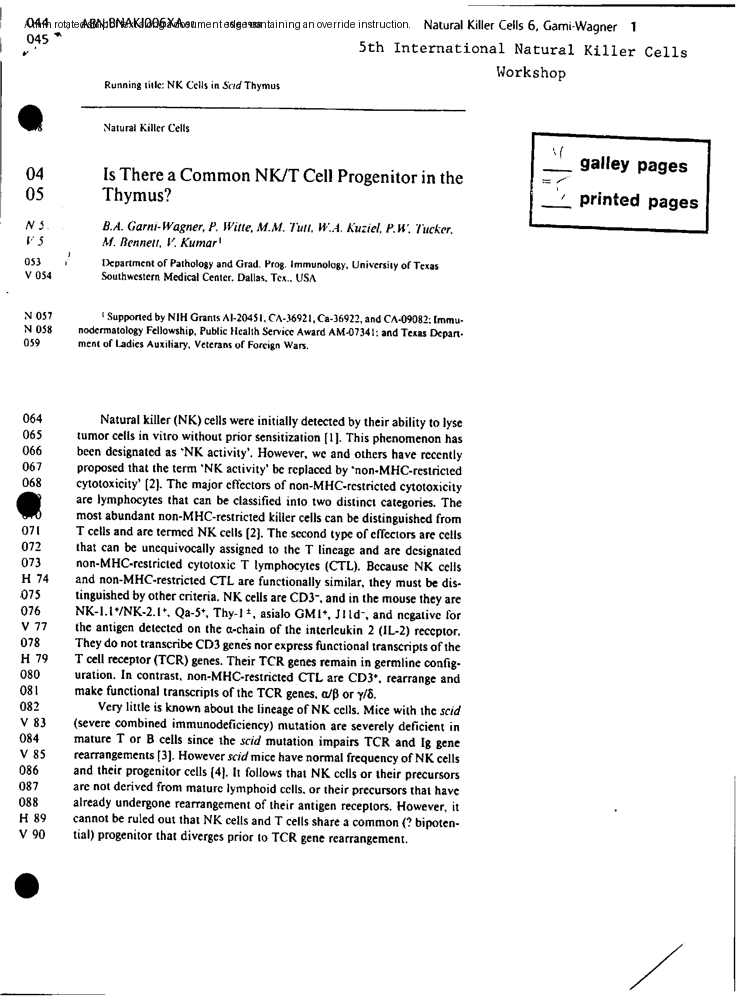 044 document edge containing an override instruction. Natural Killer Cells 6, Garni-Wagner 1
045
5th International Natural Killer Cells
Workshop
Running title: NK Cells in Scid Thymus
Natural Killer Cells
galley pages
printed pages
04 Is There a Common NK/T Cell Progenitor in the
05 Thymus?
N 5 B.A. Garni-Wagner, P. Witte, M.M. Tutt, W.A. Kuziel, P.W. Tucker,
V 5 M. Bennett, V. Kumar¹
053 Department of Pathology and Grad. Prog. Immunology, University of Texas
V 054 Southwestern Medical Center, Dallas, Tex., USA
N 057 ¹ Supported by NIH Grants AI-20451, CA-36921, Ca-36922, and CA-09082; Immu-
N 058 nodermatology Fellowship, Public Health Service Award AM-07341; and Texas Depart-
059 ment of Ladies Auxiliary, Veterans of Foreign Wars.
064 Natural killer (NK) cells were initially detected by their ability to lyse
065 tumor cells in vitro without prior sensitization [1]. This phenomenon has
066 been designated as ‘NK activity’. However, we and others have recently
067 proposed that the term ‘NK activity’ be replaced by ‘non-MHC-restricted
068 cytotoxicity’ [2]. The major effectors of non-MHC-restricted cytotoxicity
are lymphocytes that can be classified into two distinct categories. The
most abundant non-MHC-restricted killer cells can be distinguished from
071 T cells and are termed NK cells [2]. The second type of effectors are cells
072 that can be unequivocally assigned to the T lineage and are designated
073 non-MHC-restricted cytotoxic T lymphocytes (CTL). Because NK cells
H 74 and non-MHC-restricted CTL are functionally similar, they must be dis-
075 tinguished by other criteria. NK cells are CD3⁻, and in the mouse they are
076 NK-1.1⁺/NK-2.1⁺, Qa-5⁺, Thy-1±, asialo GM1⁺, J11d⁻, and negative for
V 77 the antigen detected on the α-chain of the interleukin 2 (IL-2) receptor.
078 They do not transcribe CD3 genes nor express functional transcripts of the
H 79 T cell receptor (TCR) genes. Their TCR genes remain in germline config-
080 uration. In contrast, non-MHC-restricted CTL are CD3⁺, rearrange and
081 make functional transcripts of the TCR genes, α/β or γ/δ.
082 Very little is known about the lineage of NK cells. Mice with the scid
V 83 (severe combined immunodeficiency) mutation are severely deficient in
084 mature T or B cells since the scid mutation impairs TCR and Ig gene
V 85 rearrangements [3]. However scid mice have normal frequency of NK cells
086 and their progenitor cells [4]. It follows that NK cells or their precursors
087 are not derived from mature lymphoid cells, or their precursors that have
088 already undergone rearrangement of their antigen receptors. However, it
H 89 cannot be ruled out that NK cells and T cells share a common (? bipoten-
V 90 tial) progenitor that diverges prior to TCR gene rearrangement.